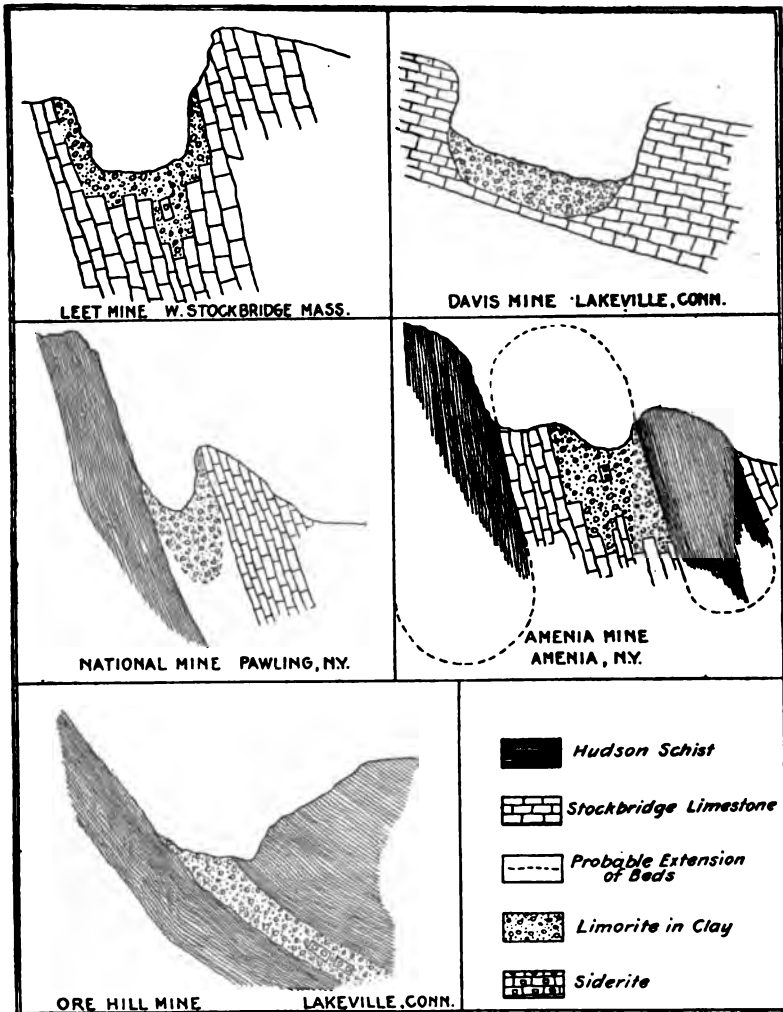 LEET MINE W. STOCKBRIDGE MASS.
DAVIS MINE LAKEVILLE, CONN.
NATIONAL MINE PAWLING, N.Y.
AMENIA MINE
AMENIA, N.Y.
ORE HILL MINE LAKEVILLE, CONN.
Hudson Schist
Stockbridge Limestone
Probable Extension
of Beds
Limorite in Clay
Siderite